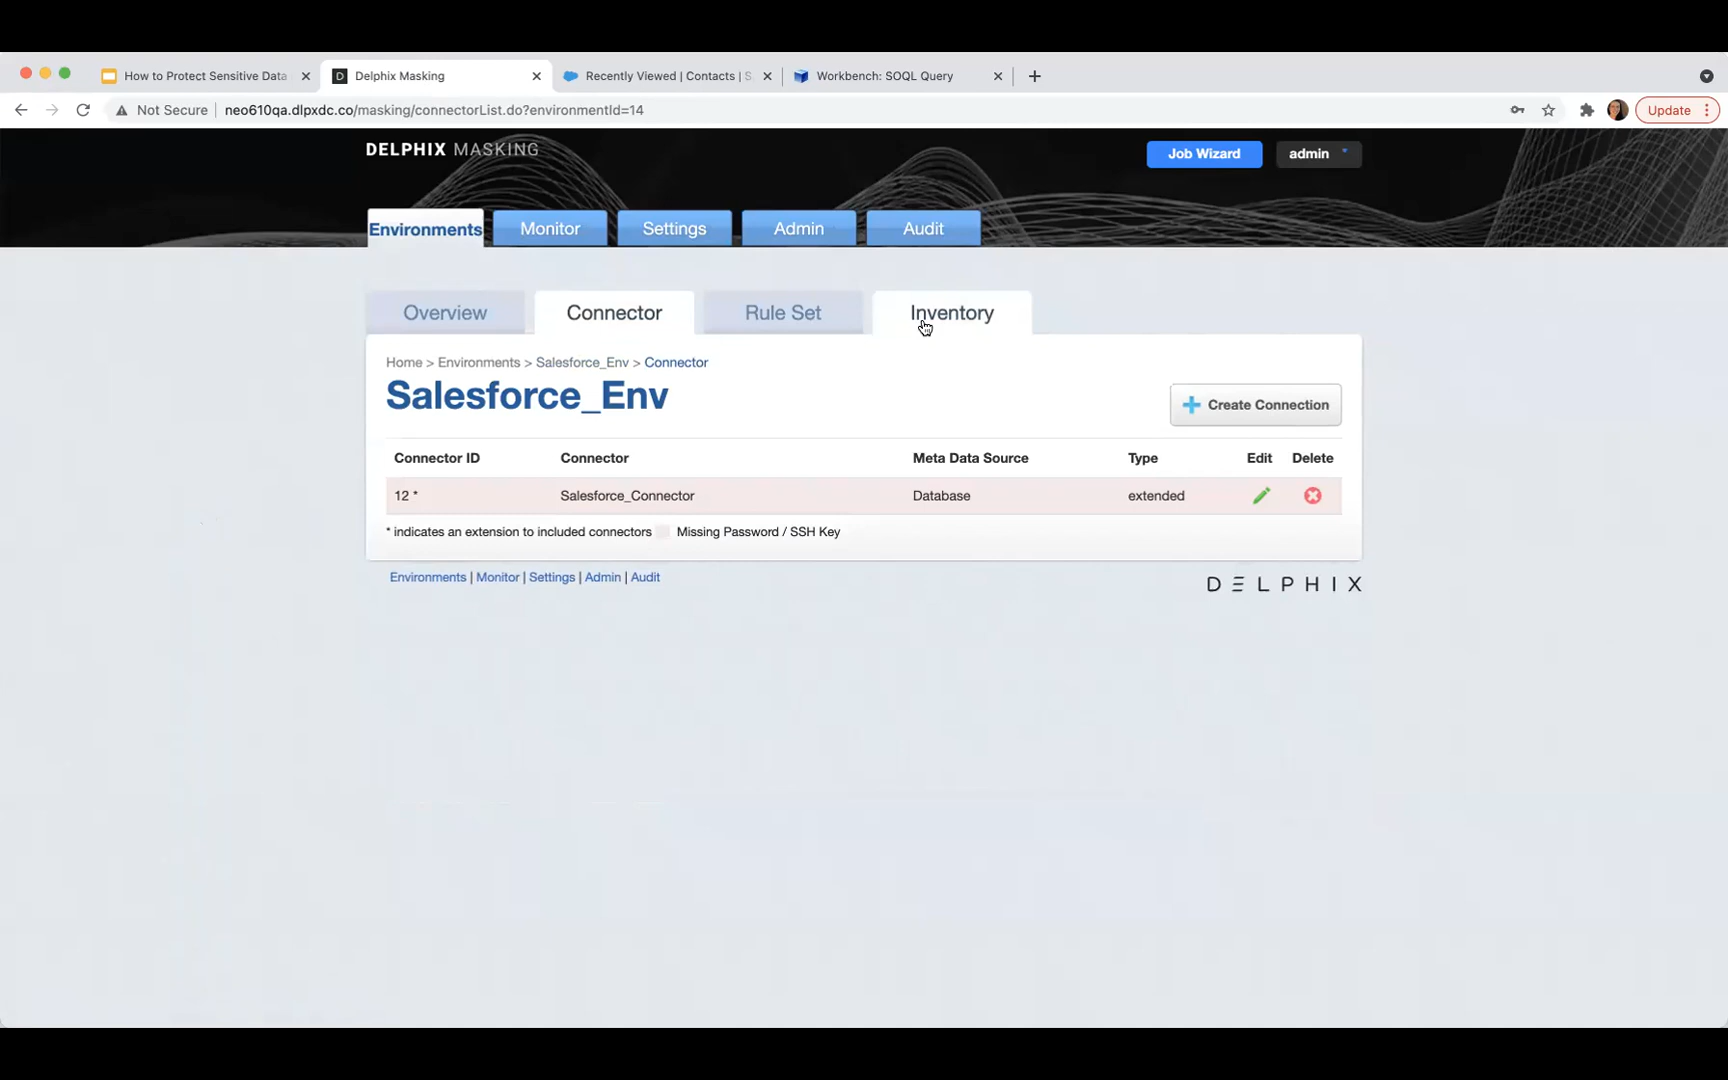 How to Protect Sensitive Data
Delphix Masking
Recently Viewed | Contacts | S
Workbench: SOQL Query
Not Secure
neo610qa.dlpxdc.co/masking/connectorList.do?environmentId=14
Update
DELPHIX MASKING
Job Wizard
admin
Environments
Monitor
Settings
Admin
Audit
Overview
Connector
Rule Set
Inventory
Home > Environments > Salesforce_Env > Connector
Salesforce_Env
Create Connection
Connector ID Connector Meta Data Source Type Edit Delete
12 * Salesforce_Connector Database extended
* indicates an extension to included connectors Missing Password / SSH Key
Environments | Monitor | Settings | Admin | Audit
DELPHIX